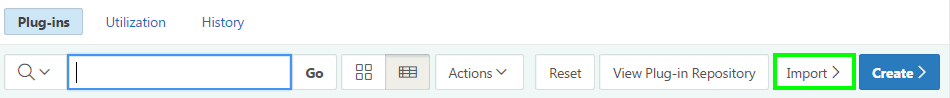 Plug-ins Utilization History
Go Actions Reset View Plug-in Repository Import Create